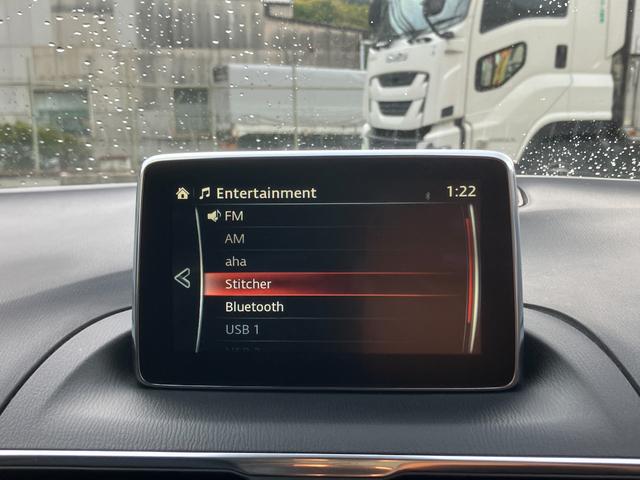 Entertainment 1:22
FM
AM
aha
Stitcher
Bluetooth
USB 1